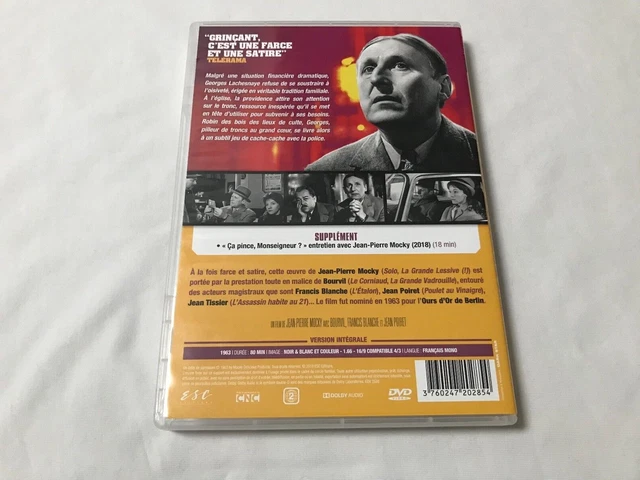 "GRINÇANT,
C'EST UNE FARCE
ET UNE SATIRE"
TÉLÉRAMA
Malgré une situation financière dramatique,
Georges Lachesnaye refuse de se soustraire à
l'oisiveté, érigée en véritable tradition familiale.
À l'église, la providence attire son attention
sur le tronc, ressource inespérée qu'il se met
en tête d'utiliser pour subvenir à ses besoins.
Robin des bois des lieux de culte, Georges,
pilleur de troncs au grand cœur, se livre alors
à un subtil jeu de cache-cache avec la police.
SUPPLÉMENT
• « Ça pince, Monseigneur ? » entretien avec Jean-Pierre Mocky (2018) (18 min)
À la fois farce et satire, cette œuvre de Jean-Pierre Mocky (Solo, La Grande Lessive (!)) est
portée par la prestation toute en malice de Bourvil (Le Corniaud, La Grande Vadrouille), entouré
des acteurs magistraux que sont Francis Blanche (L'Étalon), Jean Poiret (Poulet au Vinaigre),
Jean Tissier (L'Assassin habite au 21)... Le film fut nominé en 1963 pour l'Ours d'Or de Berlin.
UN FILM DE JEAN-PIERRE MOCKY AVEC BOURVIL, FRANCIS BLANCHE ET JEAN POIRET
VERSION INTÉGRALE
1963 | DURÉE : 80 MIN | IMAGE : NOIR & BLANC ET COULEUR - 1.66 - 16/9 COMPATIBLE 4/3 | LANGUE : FRANÇAIS MONO
ESC
CNC
2
DOLBY AUDIO
DVD
3 760247 202854